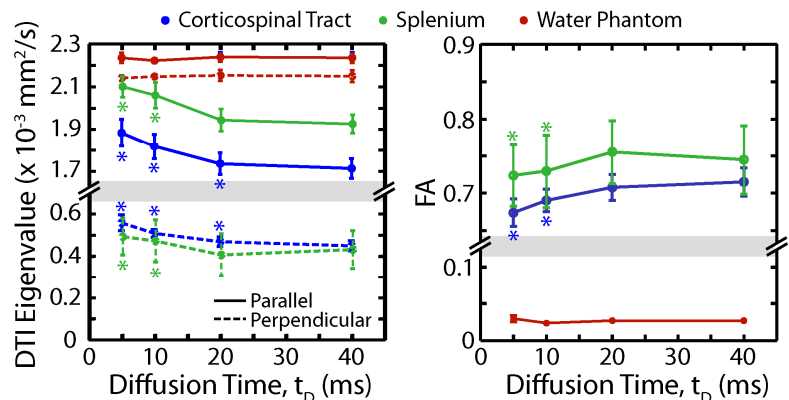 Corticospinal Tract Splenium Water Phantom
DTI Eigenvalue (x 10⁻³ mm²/s)
2.3
2.1
1.9
1.7
0.6
0.4
0.2
0
* * * * *
* * *
* *
* *
Parallel
Perpendicular
0 10 20 30 40
Diffusion Time, t_D (ms)
FA
0.9
0.8
0.7
0.1
0
* *
* *
0 10 20 30 40
Diffusion Time, t_D (ms)